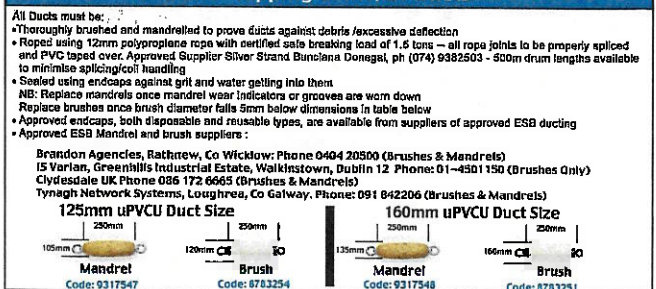 All Ducts must be:
•Thoroughly brushed and mandrelled to prove ducts against debris /excessive deflection
• Roped using 12mm polyproplone rope with certified safe breaking load of 1.5 tons – all rope joints to be properly spliced
and PVC taped over. Approved Supplier Silver Strand Bunclana Donegal, ph (074) 9382503 - 500m drum lengths available
to minimise splicing/coil handling
• Sealed using endcaps against grit and water getting into them
NB: Replace mandrels once mandrel wear indicators or grooves are worn down
Replace brushes once brush diameter falls 5mm below dimensions in table below
• Approved endcaps, both disposable and reusable types, are available from suppliers of approved ESB ducting
• Approved ESB Mandrel and brush suppliers :
Brandon Agencies, Rathnew, Co Wicklow: Phone 0404 20500 (Brushes & Mandrels)
IS Varian, Greenhills Industrial Estate, Walkinstown, Dublin 12 Phone: 01-4501150 (Brushes Only)
Clydesdale UK Phone 086 172 6665 (Brushes & Mandrels)
Tynagh Network Systems, Loughrea, Co Galway. Phone: 091 842206 (Brushes & Mandrels)
125mm uPVCU Duct Size
250mm
250mm
105mm
120mm
Mandrel
Brush
Code: 9317547
Code: 8783254
160mm uPVCU Duct Size
250mm
250mm
135mm
160mm
Mandrel
Brush
Code: 9317548
Code: 8783251